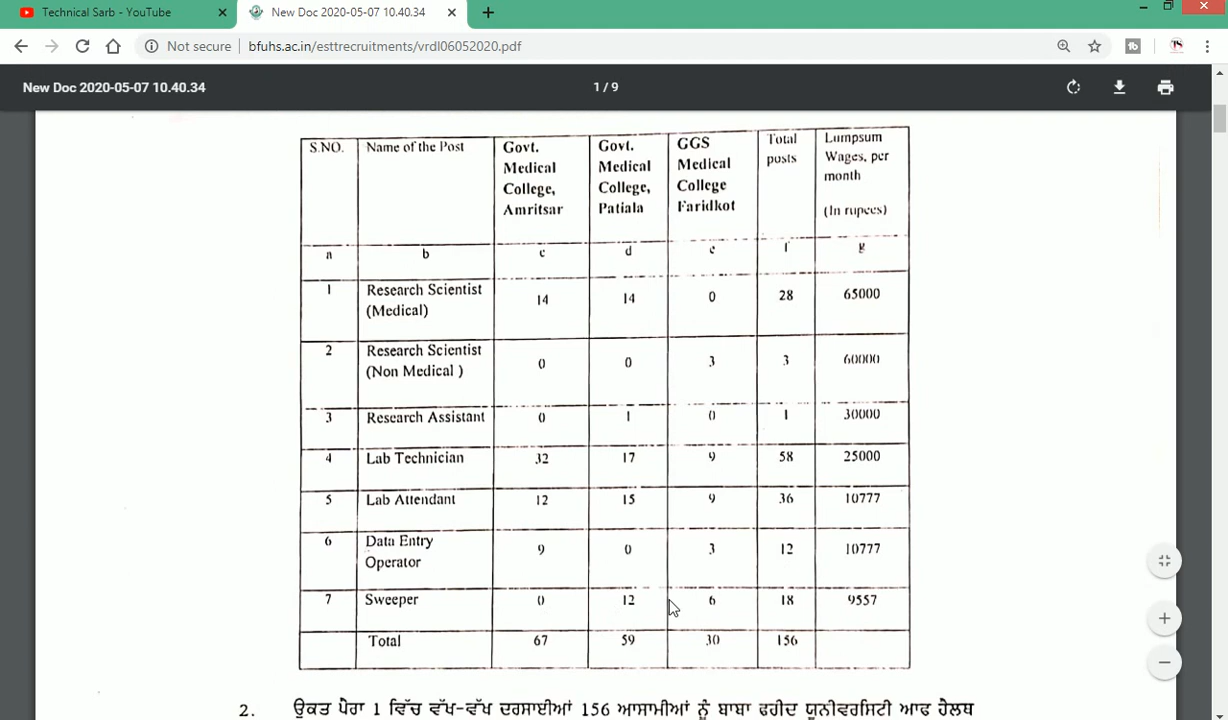 Technical Sarb - YouTube
New Doc 2020-05-07 10.40.34
Not secure | bfuhs.ac.in/esttrecruitments/vrdl06052020.pdf
New Doc 2020-05-07 10.40.34 1 / 9
S.NO. Name of the Post Govt. Medical College, Amritsar Govt. Medical College, Patiala GGS Medical College Faridkot Total posts Lumpsum Wages, per month (In rupees)
a b c d e f g
1 Research Scientist (Medical) 14 14 0 28 65000
2 Research Scientist (Non Medical ) 0 0 3 3 60000
3 Research Assistant 0 1 0 1 30000
4 Lab Technician 32 17 9 58 25000
5 Lab Attendant 12 15 9 36 10777
6 Data Entry Operator 9 0 3 12 10777
7 Sweeper 0 12 6 18 9557
Total 67 59 30 156
2. ਉਕਤ ਪੈਰਾ 1 ਵਿੱਚ ਵੱਖ-ਵੱਖ ਦਰਸਾਈਆਂ 156 ਆਸਾਮੀਆਂ ਨੂੰ ਬਾਬਾ ਫਰੀਦ ਯੂਨੀਵਰਸਿਟੀ ਆਫ ਹੈਲਥ